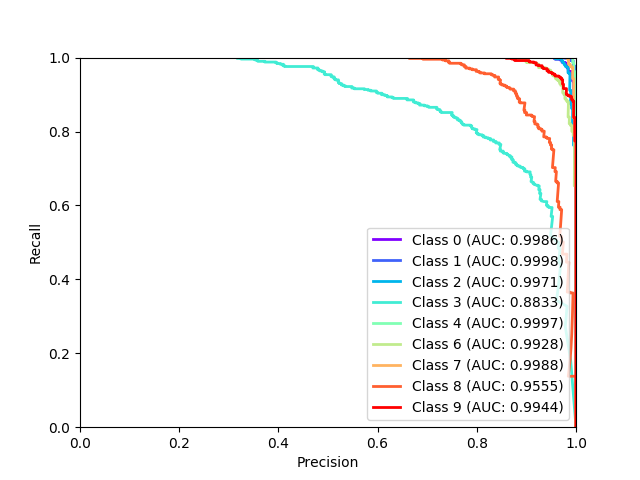 1.0
0.8
0.6
0.4
0.2
0.0
Recall
0.0 0.2 0.4 0.6 0.8 1.0
Precision
Class 0 (AUC: 0.9986)
Class 1 (AUC: 0.9998)
Class 2 (AUC: 0.9971)
Class 3 (AUC: 0.8833)
Class 4 (AUC: 0.9997)
Class 6 (AUC: 0.9928)
Class 7 (AUC: 0.9988)
Class 8 (AUC: 0.9555)
Class 9 (AUC: 0.9944)